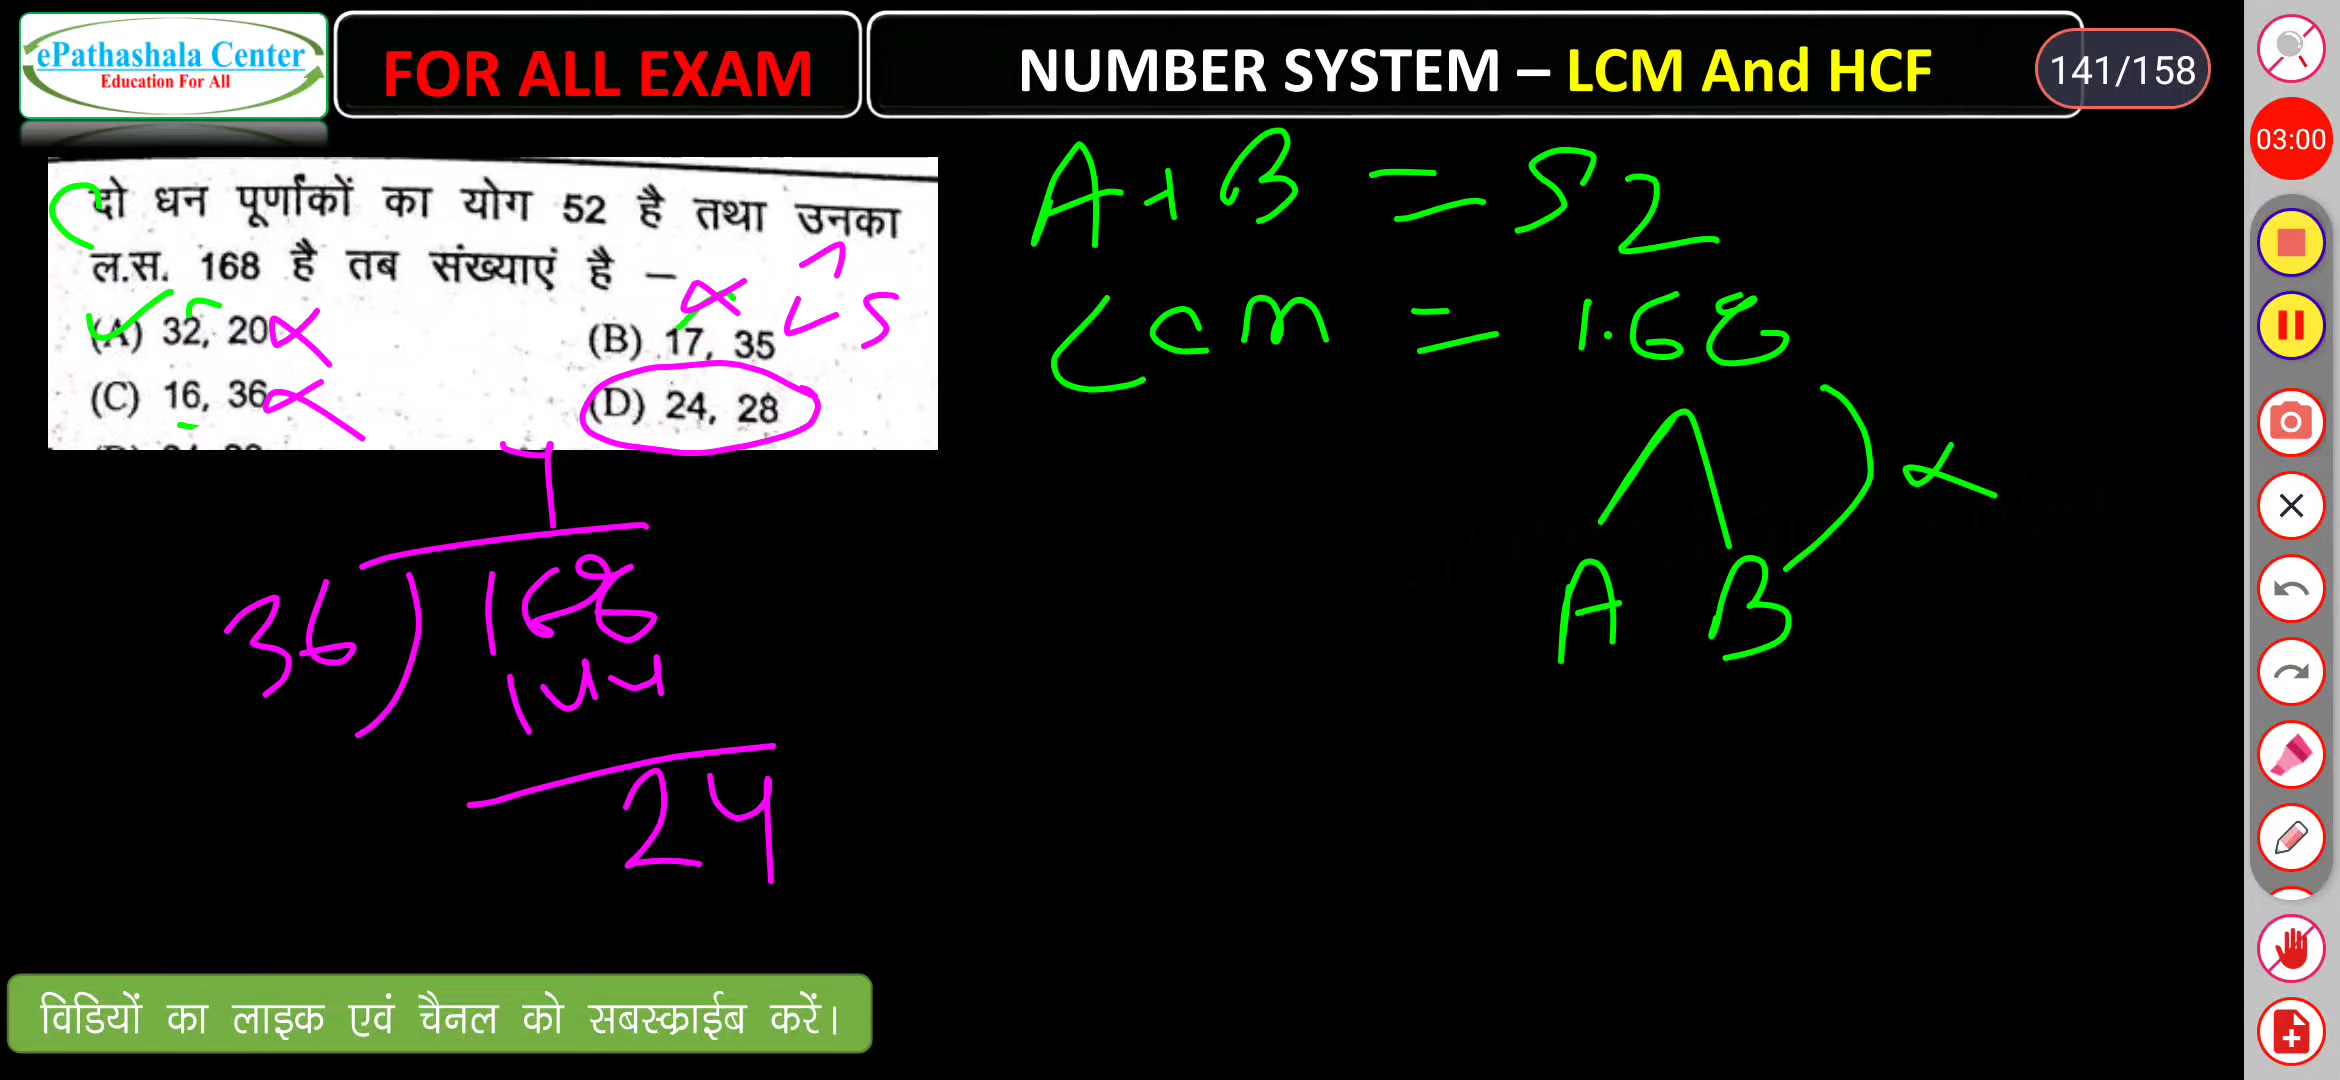 ePathashala Center
Education For All
FOR ALL EXAM
NUMBER SYSTEM – LCM And HCF
141/158
03:00
दो धन पूर्णाकों का योग 52 है तथा उनका
ल.स. 168 है तब संख्याएं है –
(A) 32, 20
(B) 17, 35
(C) 16, 36
(D) 24, 28
A+B = 52
LCM = 168
A B
4
36) 168
144
24
विडियों का लाइक एवं चैनल को सबस्क्राईब करें।